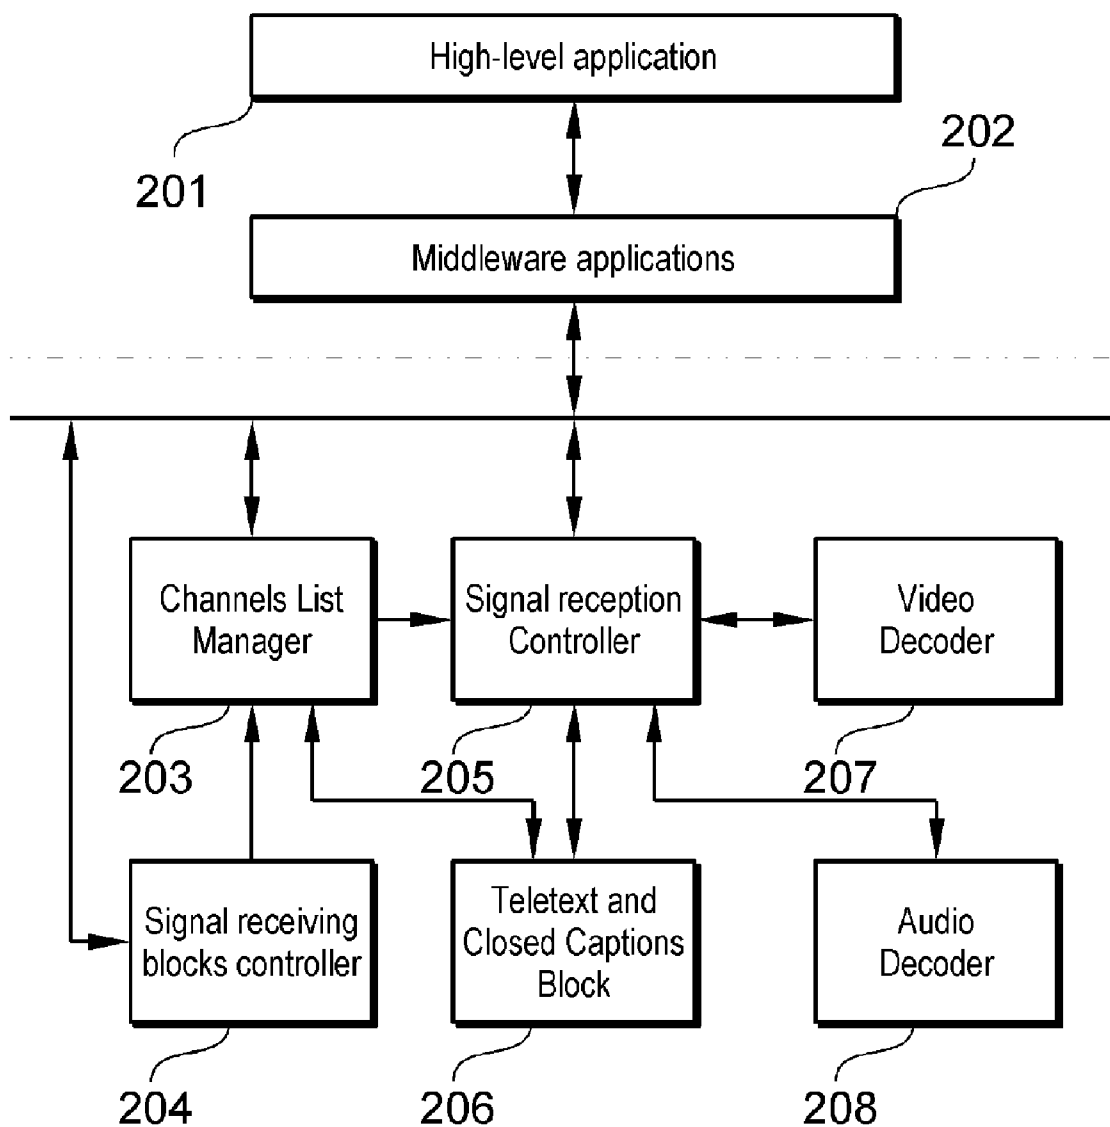 High-level application
201
202
Middleware applications
Channels List
Manager
Signal reception
Controller
Video
Decoder
203
205
207
Signal receiving
blocks controller
Teletext and
Closed Captions
Block
Audio
Decoder
204
206
208